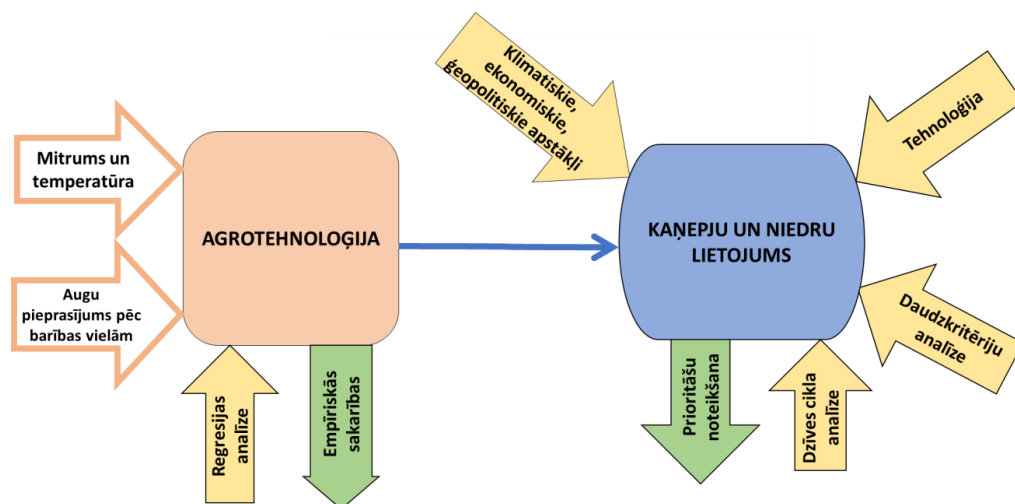 Mitrums un
temperatūra
Augu
pieprasījums pēc
barības vielām
AGROTEHNOLOĢIJA
Regresijas
analīze
Empīriskās
sakarības
Klimatiskie,
ekonomiskie,
ģeopolitiskie apstākļi
Tehnoloģija
KAŅEPJU UN NIEDRU
LIETOJUMS
Daudzkritēriju
analīze
Prioritāšu
noteikšana
Dzīves cikla
analīze